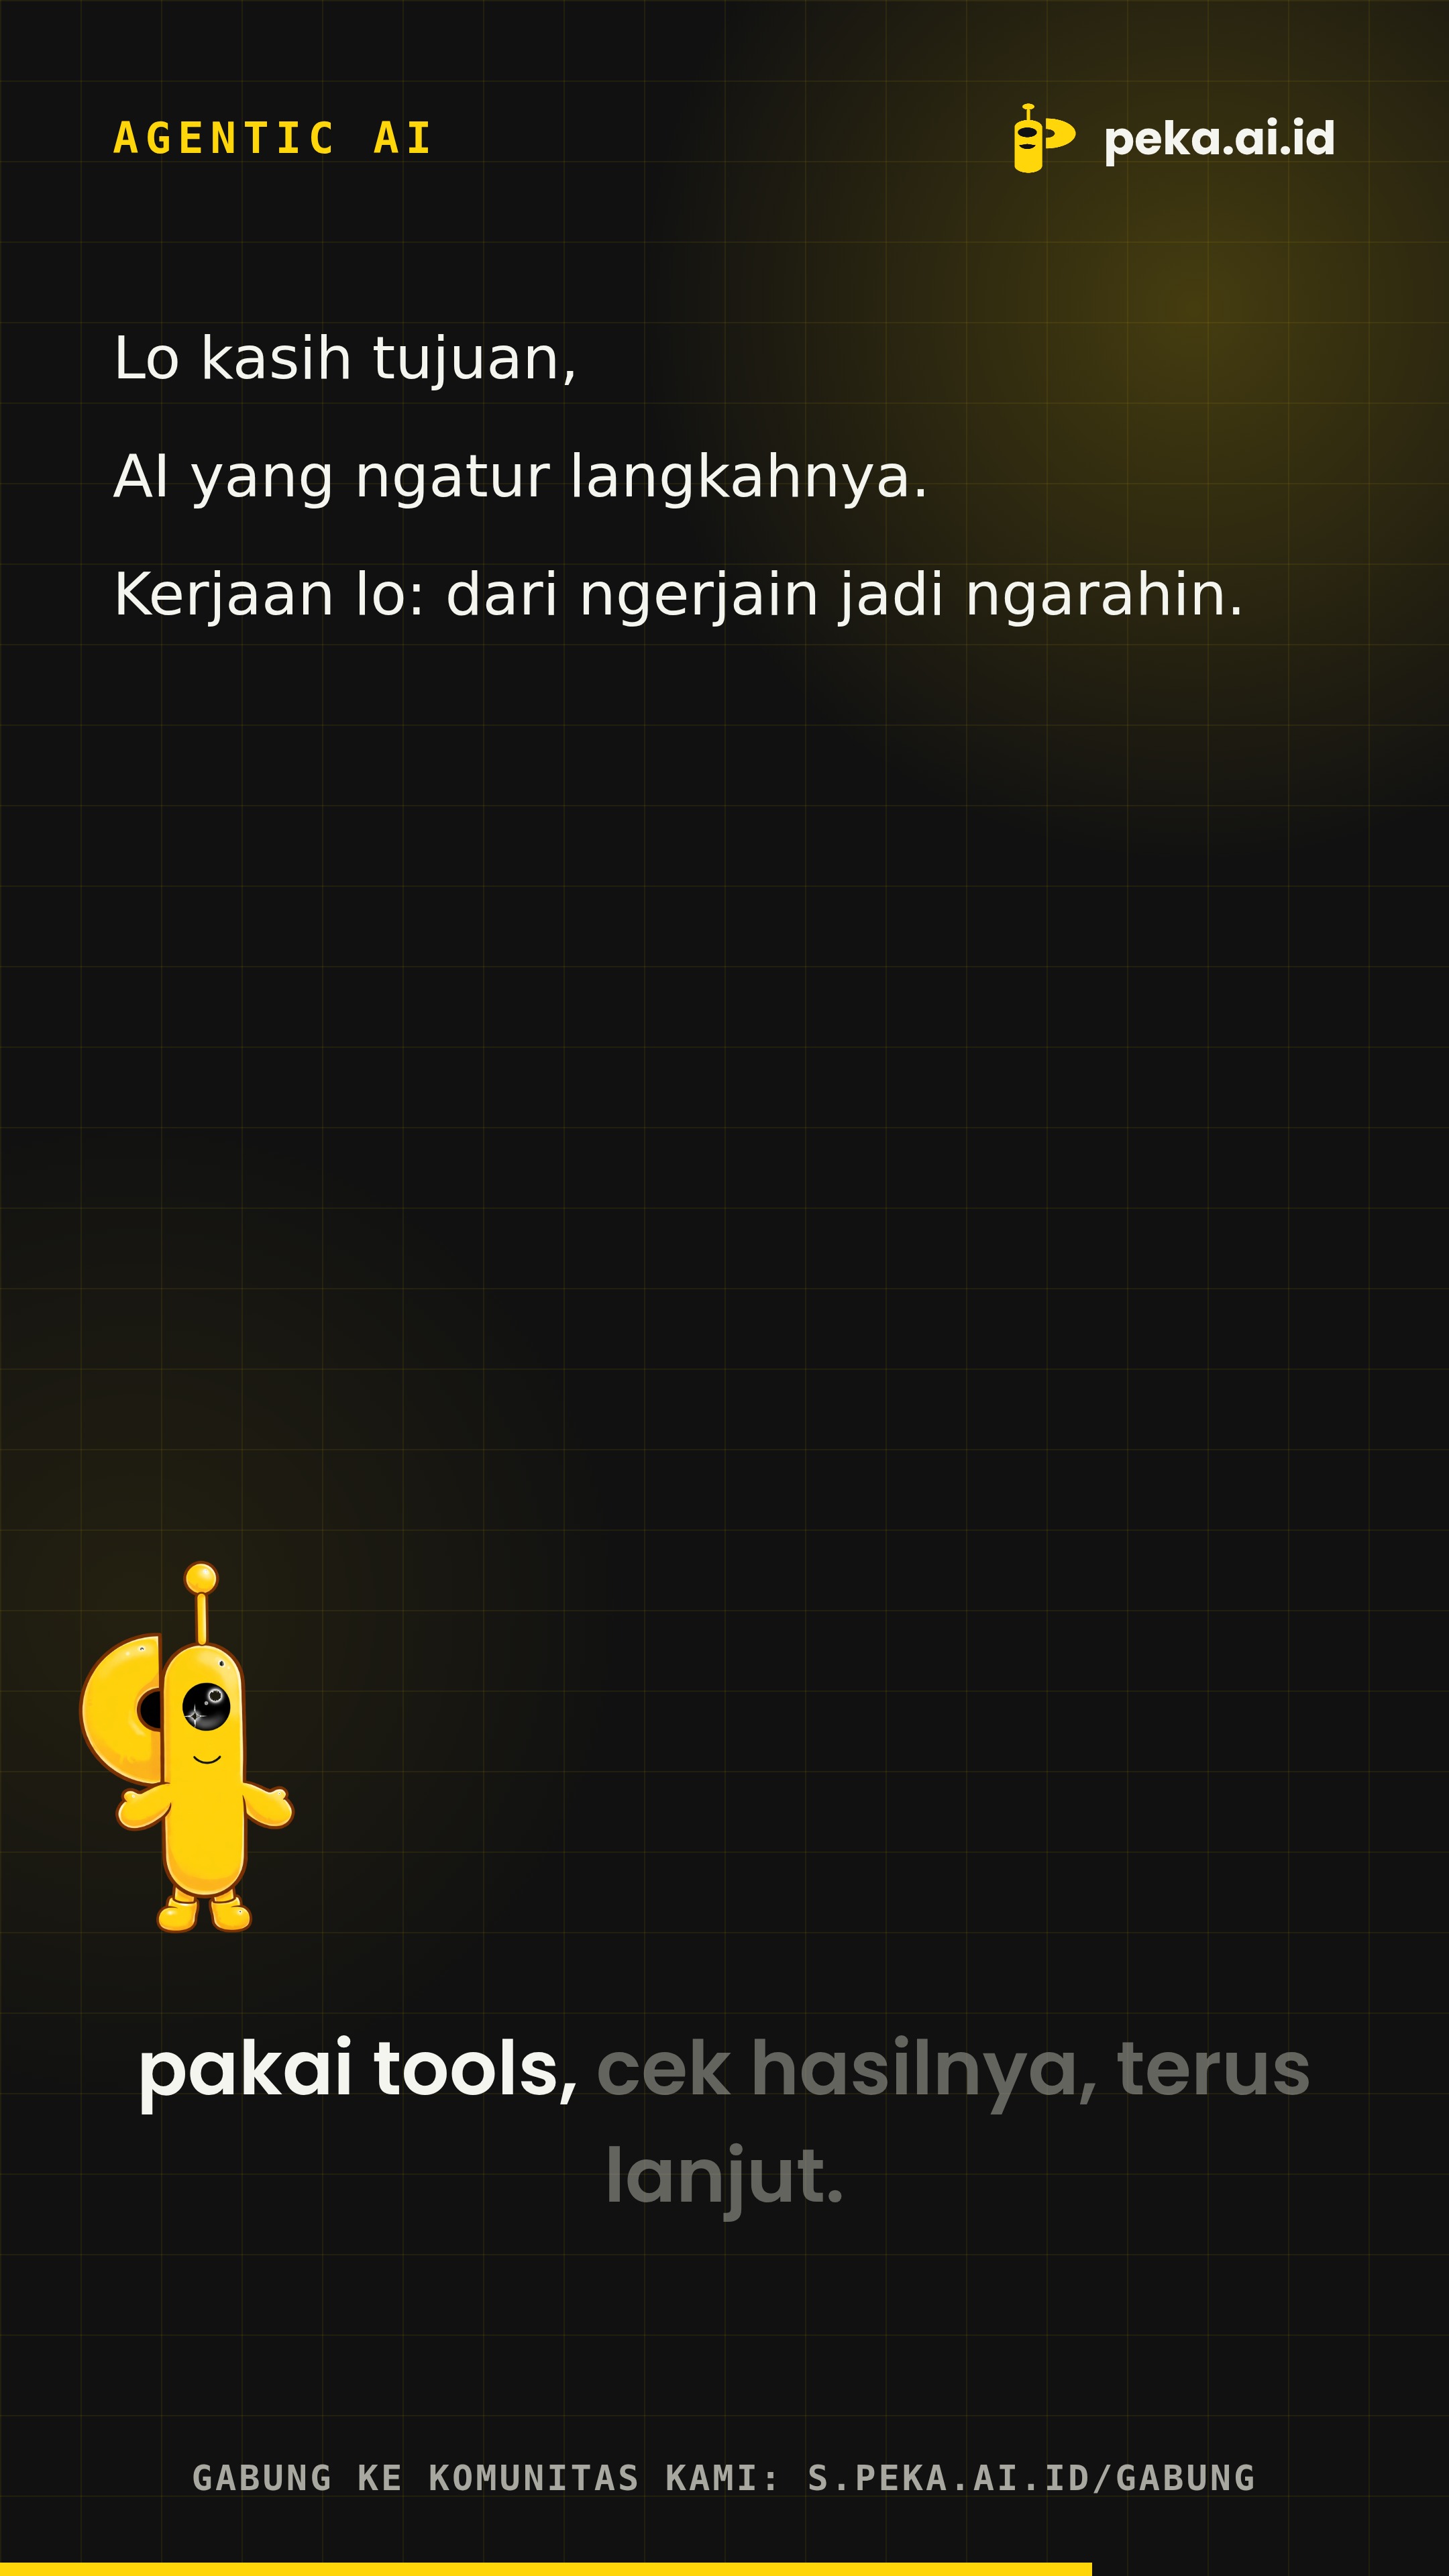 AGENTIC AI
peka.ai.id
Lo kasih tujuan,
AI yang ngatur langkahnya.
Kerjaan lo: dari ngerjain jadi ngarahin.
pakai tools, cek hasilnya, terus
lanjut.
GABUNG KE KOMUNITAS KAMI: S.PEKA.AI.ID/GABUNG